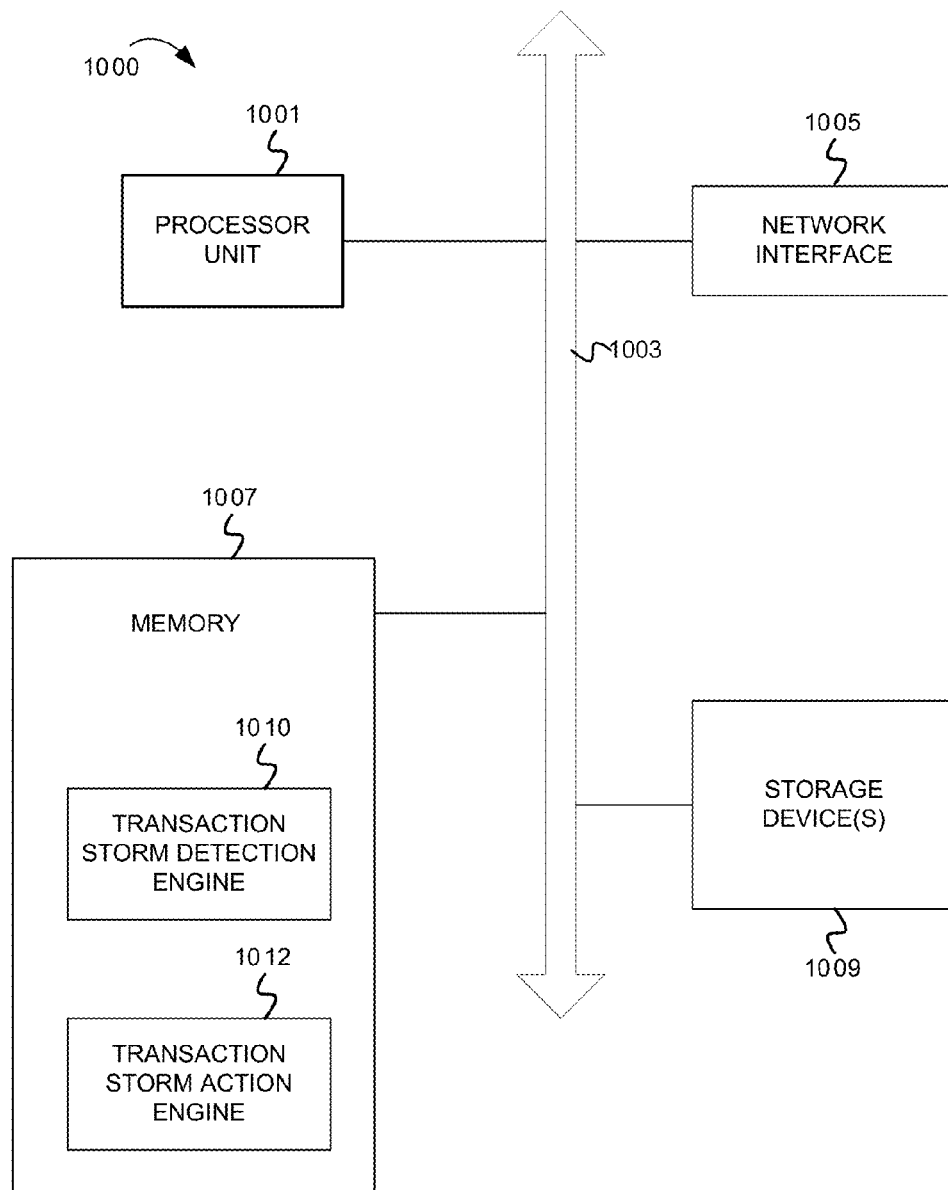 1000
1001
PROCESSOR
UNIT
1005
NETWORK
INTERFACE
1003
1007
MEMORY
1010
TRANSACTION
STORM DETECTION
ENGINE
1012
TRANSACTION
STORM ACTION
ENGINE
STORAGE
DEVICE(S)
1009